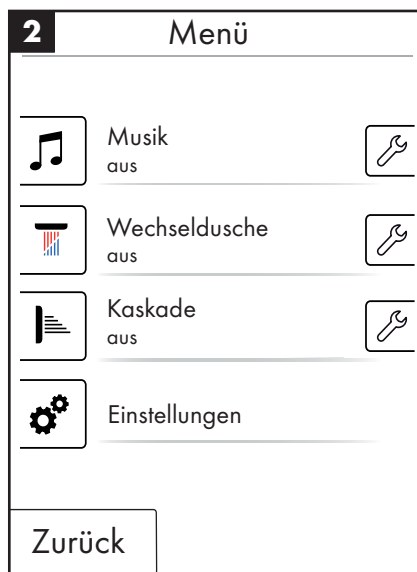 2
Menü
Musik
aus
Wechseldusche
aus
Kaskade
aus
Einstellungen
Zurück